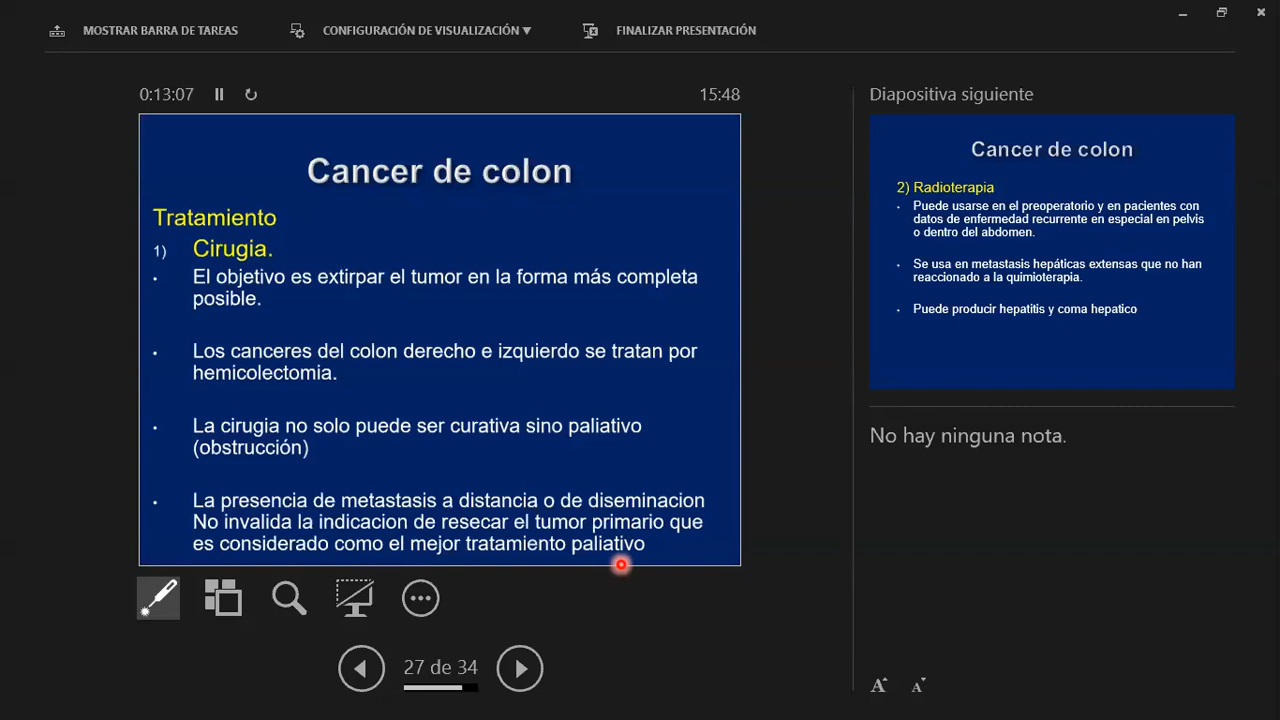 MOSTRAR BARRA DE TAREAS
CONFIGURACIÓN DE VISUALIZACIÓN ▼
FINALIZAR PRESENTACIÓN
0:13:07
15:48
Cancer de colon
Tratamiento
1) Cirugia.
• El objetivo es extirpar el tumor en la forma más completa
posible.
• Los canceres del colon derecho e izquierdo se tratan por
hemicolectomia.
• La cirugia no solo puede ser curativa sino paliativo
(obstrucción)
• La presencia de metastasis a distancia o de diseminacion
No invalida la indicacion de resecar el tumor primario que
es considerado como el mejor tratamiento paliativo
27 de 34
Diapositiva siguiente
Cancer de colon
2) Radioterapia
• Puede usarse en el preoperatorio y en pacientes con
datos de enfermedad recurrente en especial en pelvis
o dentro del abdomen.
• Se usa en metastasis hepáticas extensas que no han
reaccionado a la quimioterapia.
• Puede producir hepatitis y coma hepatico
No hay ninguna nota.
A A